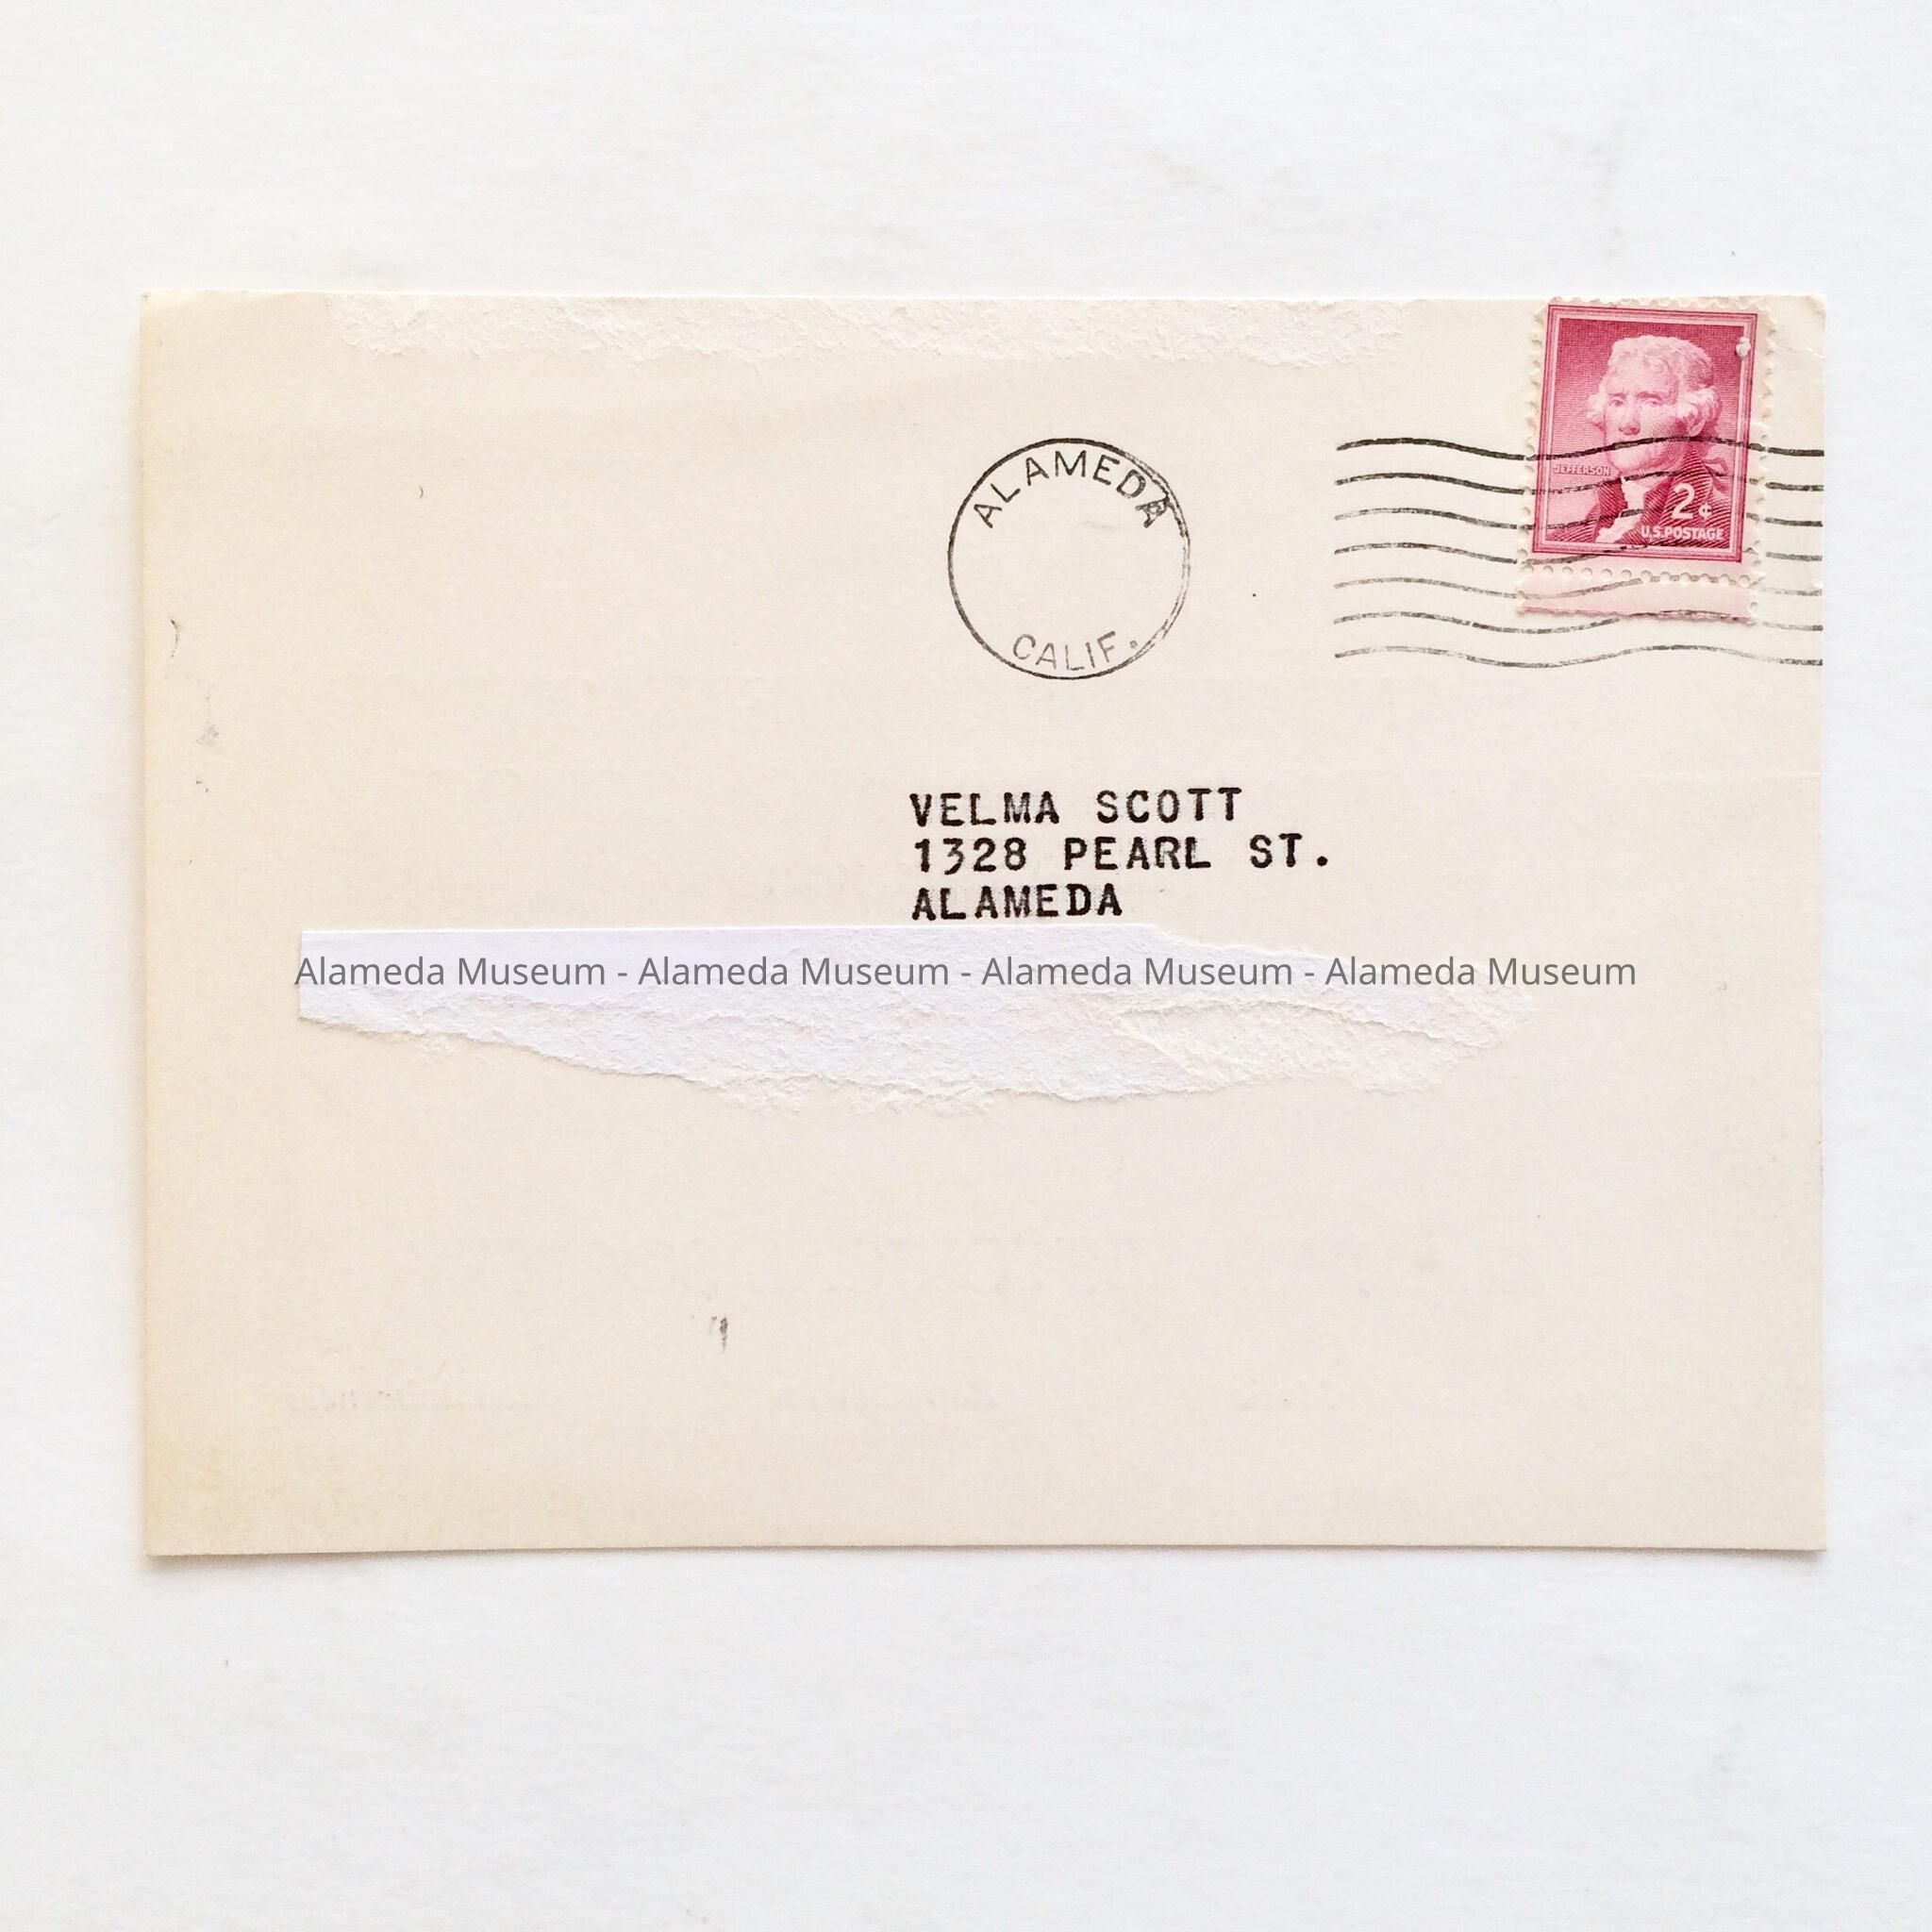 ALAMEDA
CALIF.
JEFFERSON
2¢
U.S.POSTAGE
VELMA SCOTT
1328 PEARL ST.
ALAMEDA
Alameda Museum - Alameda Museum - Alameda Museum - Alameda Museum